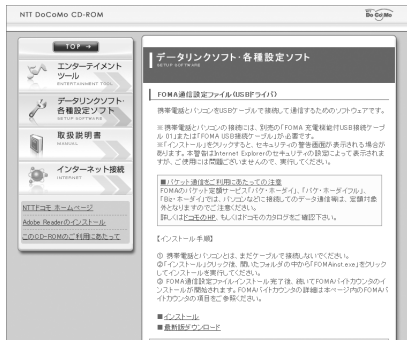 NTT DoCoMo CD-ROM
DoCoMo
TOP →
エンターテイメント
ツール
ENTERTAINMENT TOOL
データリンクソフト・
各種設定ソフト
SETUP SOFTWARE
取扱説明書
MANUAL
インターネット接続
INTERNET
NTTドコモ ホームページ
Adobe Readerのインストール
このCD-ROMのご利用にあたって
データリンクソフト・各種設定ソフト
SETUP SOFTWARE
FOMA通信設定ファイル(USBドライバ)
携帯電話とパソコンをUSBケーブルで接続して通信するためのソフトウェアです。
※携帯電話とパソコンの接続には、別売の「FOMA 充電機能付USB接続ケーブ
ル 01」または「FOMA USB接続ケーブル」が必要です。
※「インストール」をクリックすると、セキュリティの警告画面が表示される場合が
あります。本警告はInternet Explorerのセキュリティの設定によって表示されま
すが、ご使用には問題ございませんので、実行してください。
■パケット通信をご利用にあたっての注意
FOMAのパケット定額サービス「パケ・ホーダイ」、「パケ・ホーダイフル」、
「Biz・ホーダイ」では、パソコンなどに接続してのデータ通信等は、定額対象
外となりますのでご注意ください。
詳しくはドコモのHP、もしくはドコモのカタログをご確認下さい。
【インストール手順】
① 携帯電話とパソコンとは、まだケーブルで接続しないでください。
②「インストール」クリック後、開いたフォルダの中から「FOMAinst.exe」をクリック
してインストールを実行してください。
③ FOMA通信設定ファイルインストール完了後、続いてFOMAバイトカウンタのイ
ンストールが開始されます。FOMAバイトカウンタの詳細は本ページ内のFOMAバ
イトカウンタの項目をご参照ください。
■インストール
■最新版ダウンロード